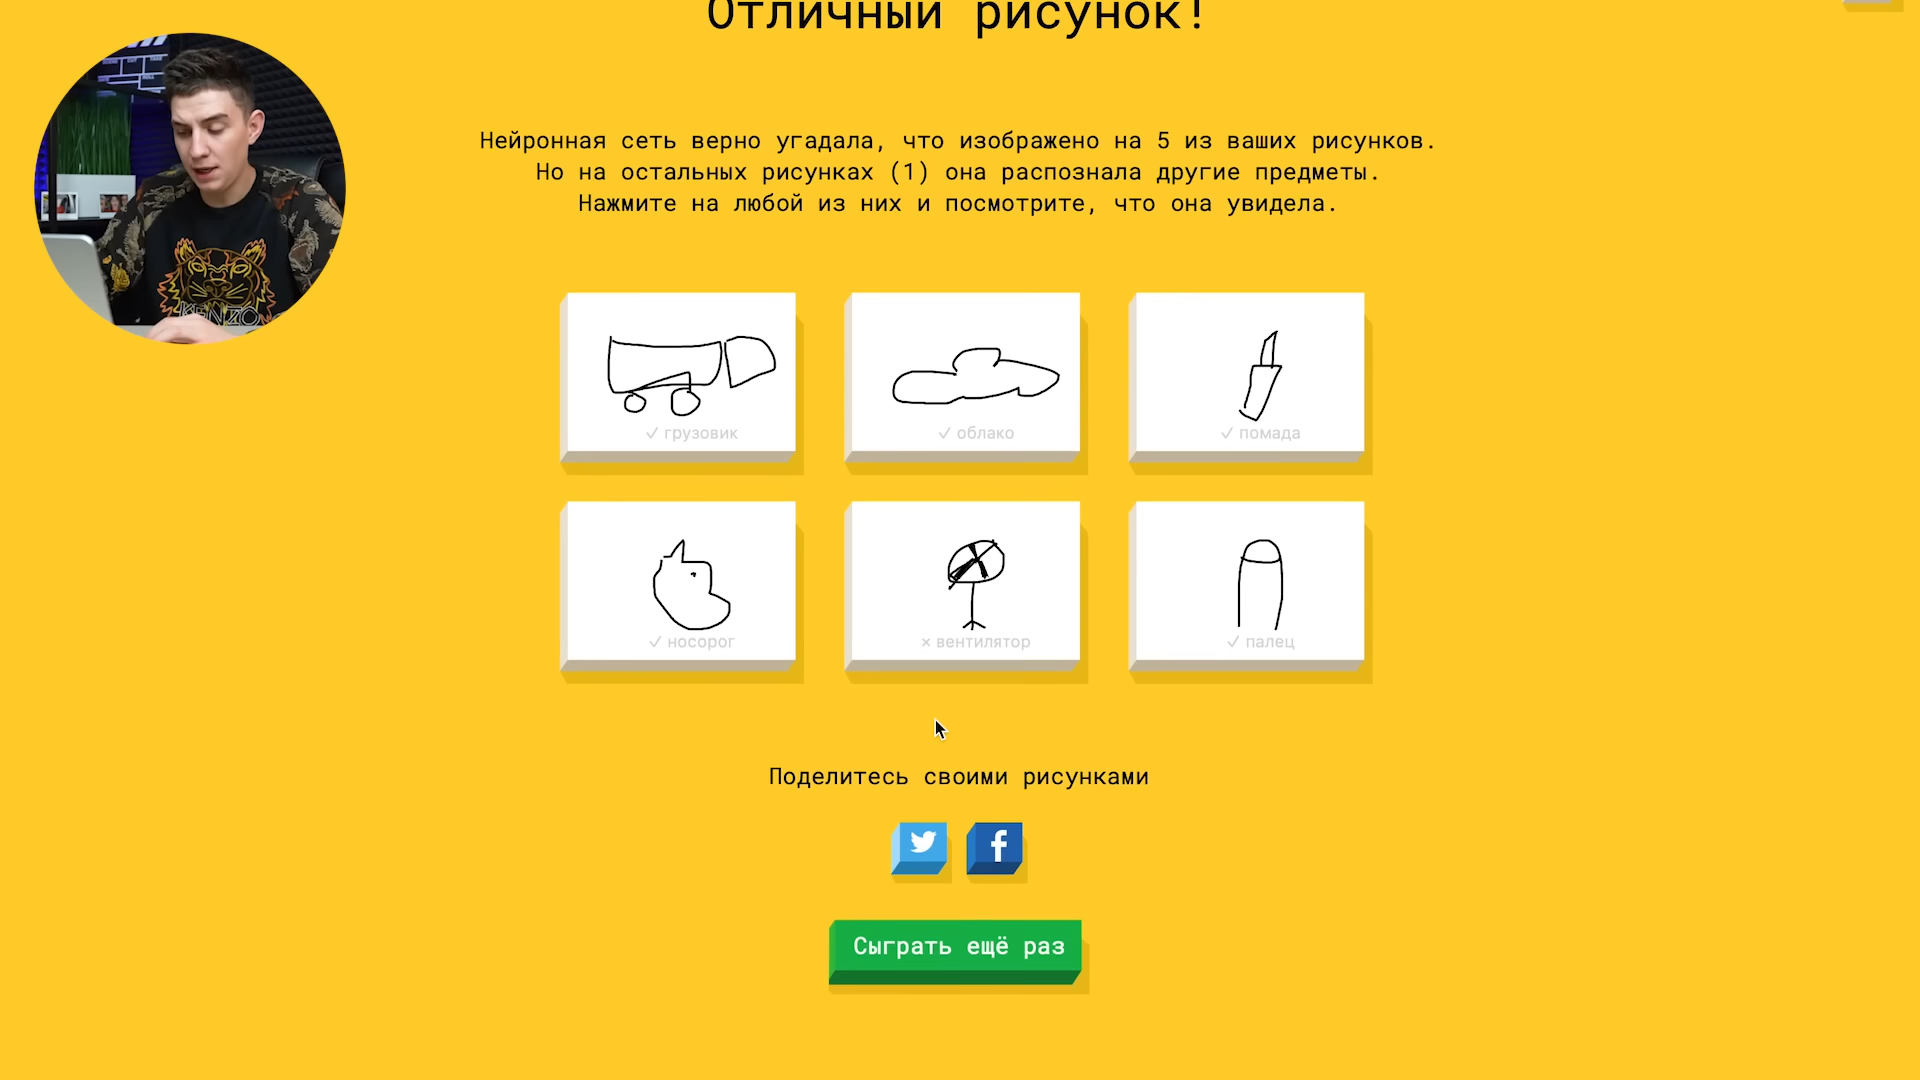 Отличный рисунок!
Нейронная сеть верно угадала, что изображено на 5 из ваших рисунков.
Но на остальных рисунках (1) она распознала другие предметы.
Нажмите на любой из них и посмотрите, что она увидела.
✓ грузовик
✓ облако
✓ помада
✓ носорог
× вентилятор
✓ палец
Поделитесь своими рисунками
Сыграть ещё раз
KENZO